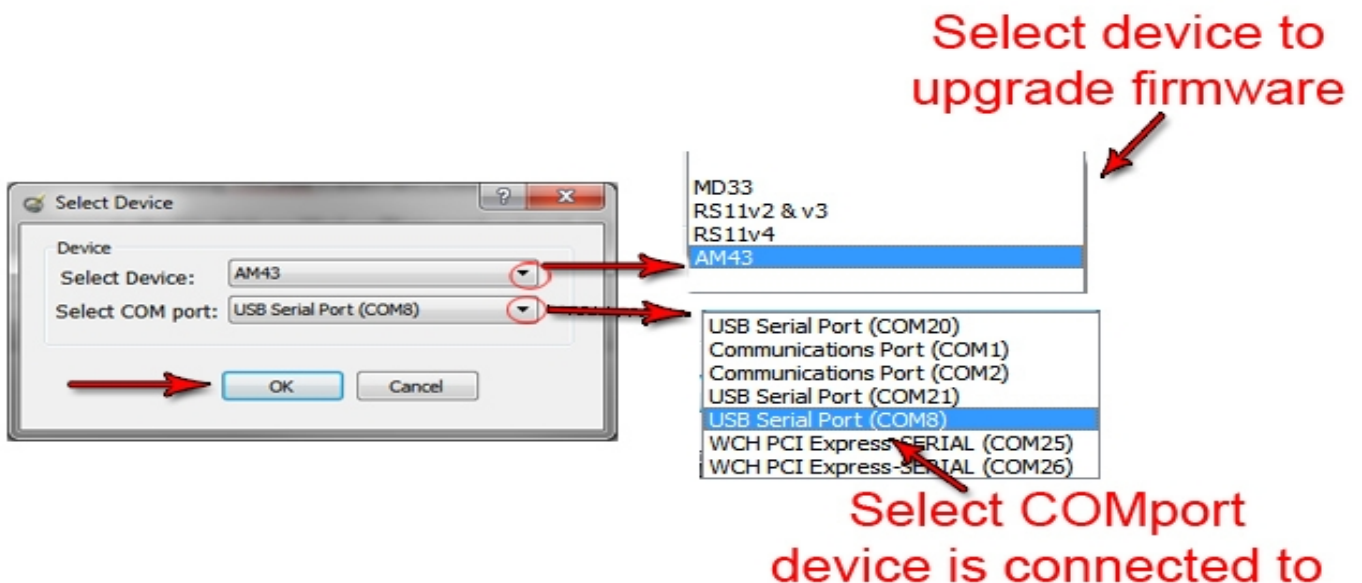 Select device to
upgrade firmware
Select Device
Device
Select Device: AM43
Select COM port: USB Serial Port (COM8)
OK Cancel
MD33
RS11v2 & v3
RS11v4
AM43
USB Serial Port (COM20)
Communications Port (COM1)
Communications Port (COM2)
USB Serial Port (COM21)
USB Serial Port (COM8)
WCH PCI Express-SERIAL (COM25)
WCH PCI Express-SERIAL (COM26)
Select COMport
device is connected to